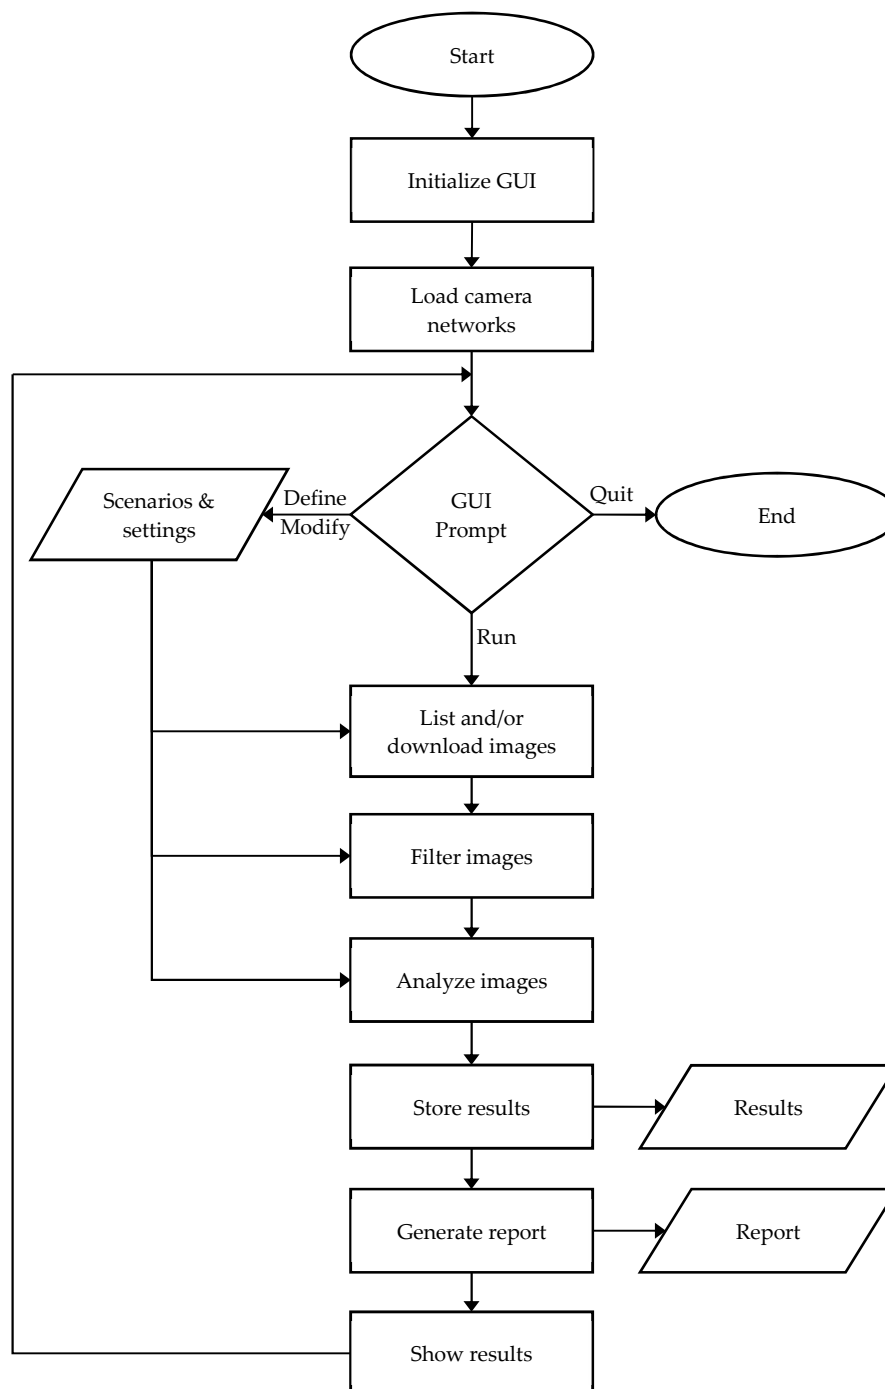 Start
Initialize GUI
Load camera
networks
Scenarios &
settings
Define
Modify
GUI
Prompt
Quit
End
Run
List and/or
download images
Filter images
Analyze images
Store results
Results
Generate report
Report
Show results